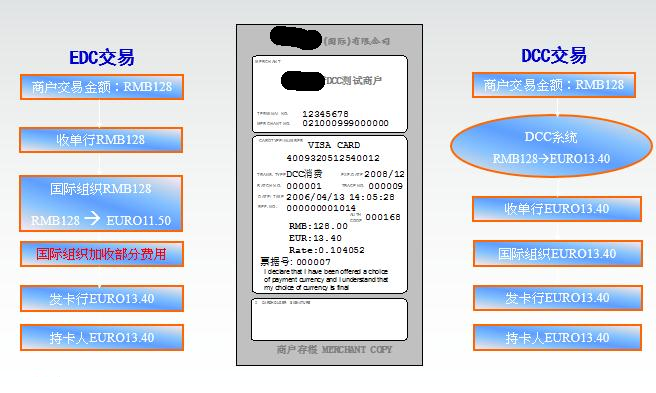 EDC交易
商户交易金额：RMB128
收单行RMB128
国际组织RMB128
RMB128→ EURO11.50
国际组织加收部分费用
发卡行EURO13.40
持卡人EURO13.40
(国际)有限公司
MERCHANT
DCC测试商户
TERMINAL NO. 12345678
MERCHANT NO. 021000999000000
CARDTYPE/NUMBER VISA CARD
4009320512540012
TRANS. TYPE DCC消费 EXP.DATE 2008/12
BATCH NO. 000001 TRACE NO. 000009
DATE/TIME 2006/04/13 14:05:28
REF.NO. 000000001014
AUTH CODE 000168
RMB:128.00
EUR:13.40
Rate:0.104052
票据号: 000007
I declare that I have been offered a choice
of payment currency and I understand that
my choice of currency is final
X CARDHOLDER SIGNATURE
商户存根 MERCHANT COPY
DCC交易
商户交易金额：RMB128
DCC系统
RMB128→EURO13.40
收单行EURO13.40
国际组织EURO13.40
发卡行EURO13.40
持卡人EURO13.40